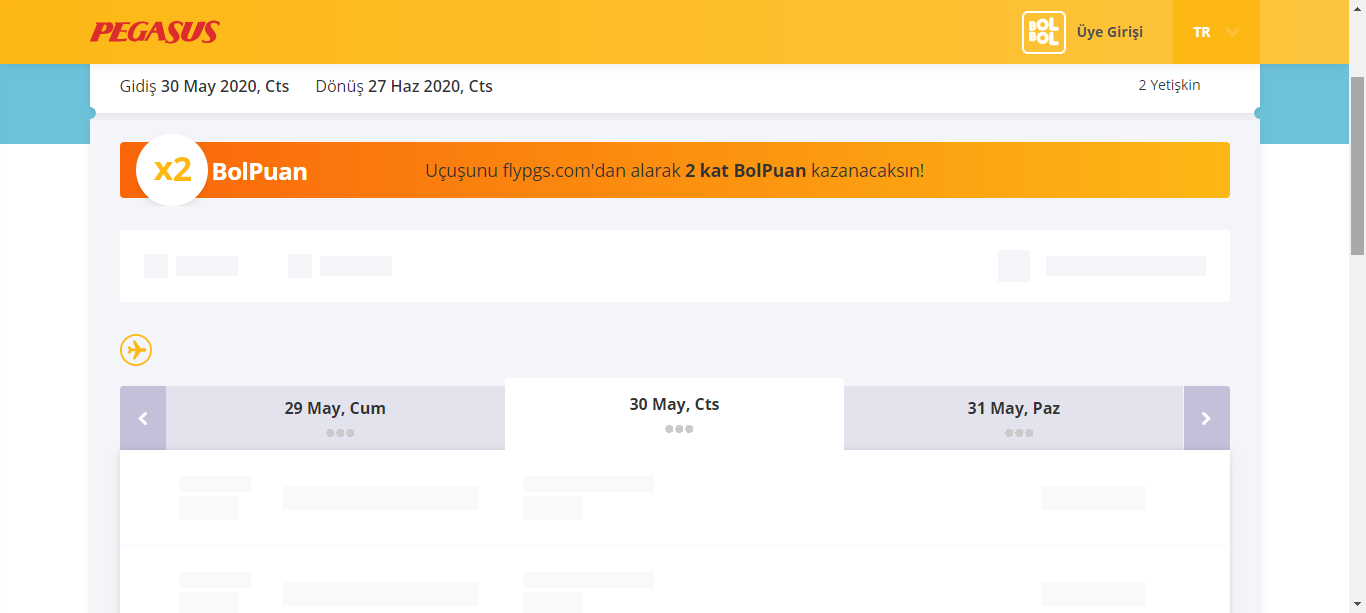 PEGASUS
BOL BOL
Üye Girişi
TR
Gidiş 30 May 2020, Cts
Dönüş 27 Haz 2020, Cts
2 Yetişkin
x2 BolPuan
Uçuşunu flypgs.com'dan alarak 2 kat BolPuan kazanacaksın!
29 May, Cum
30 May, Cts
31 May, Paz